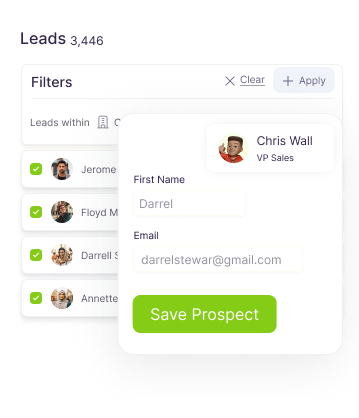 Leads 3,446
Filters
Clear
Apply
Leads within
Chris Wall
VP Sales
Jerome
First Name
Darrel
Floyd M
Email
Darrell S
darrelstewar@gmail.com
Annette
Save Prospect